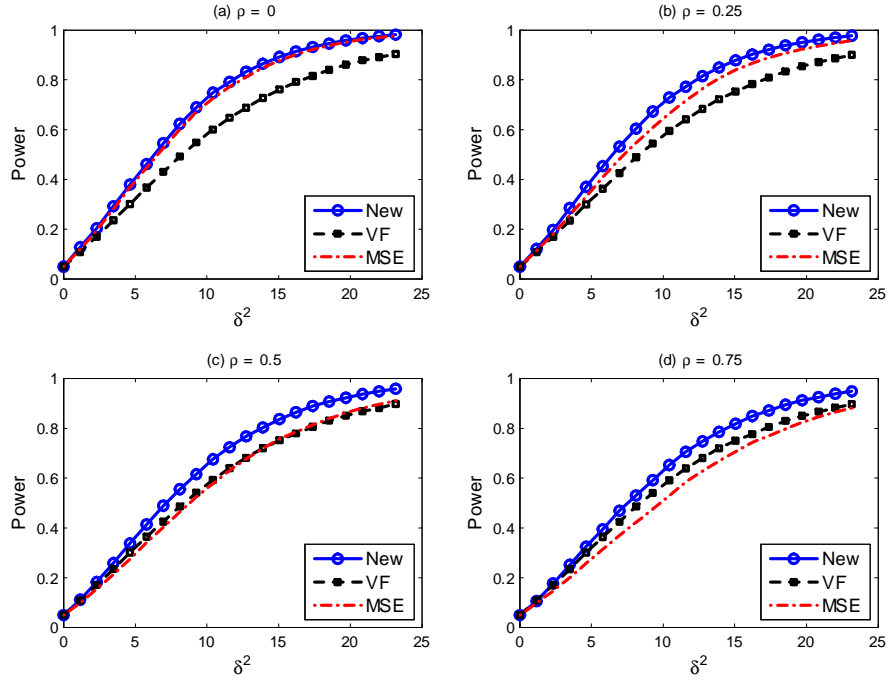 (a) ρ = 0
1
0.8
0.6
0.4
0.2
0
Power
New
VF
MSE
0 5 10 15 20 25
δ²
(b) ρ = 0.25
1
0.8
0.6
0.4
0.2
0
Power
New
VF
MSE
0 5 10 15 20 25
δ²
(c) ρ = 0.5
1
0.8
0.6
0.4
0.2
0
Power
New
VF
MSE
0 5 10 15 20 25
δ²
(d) ρ = 0.75
1
0.8
0.6
0.4
0.2
0
Power
New
VF
MSE
0 5 10 15 20 25
δ²